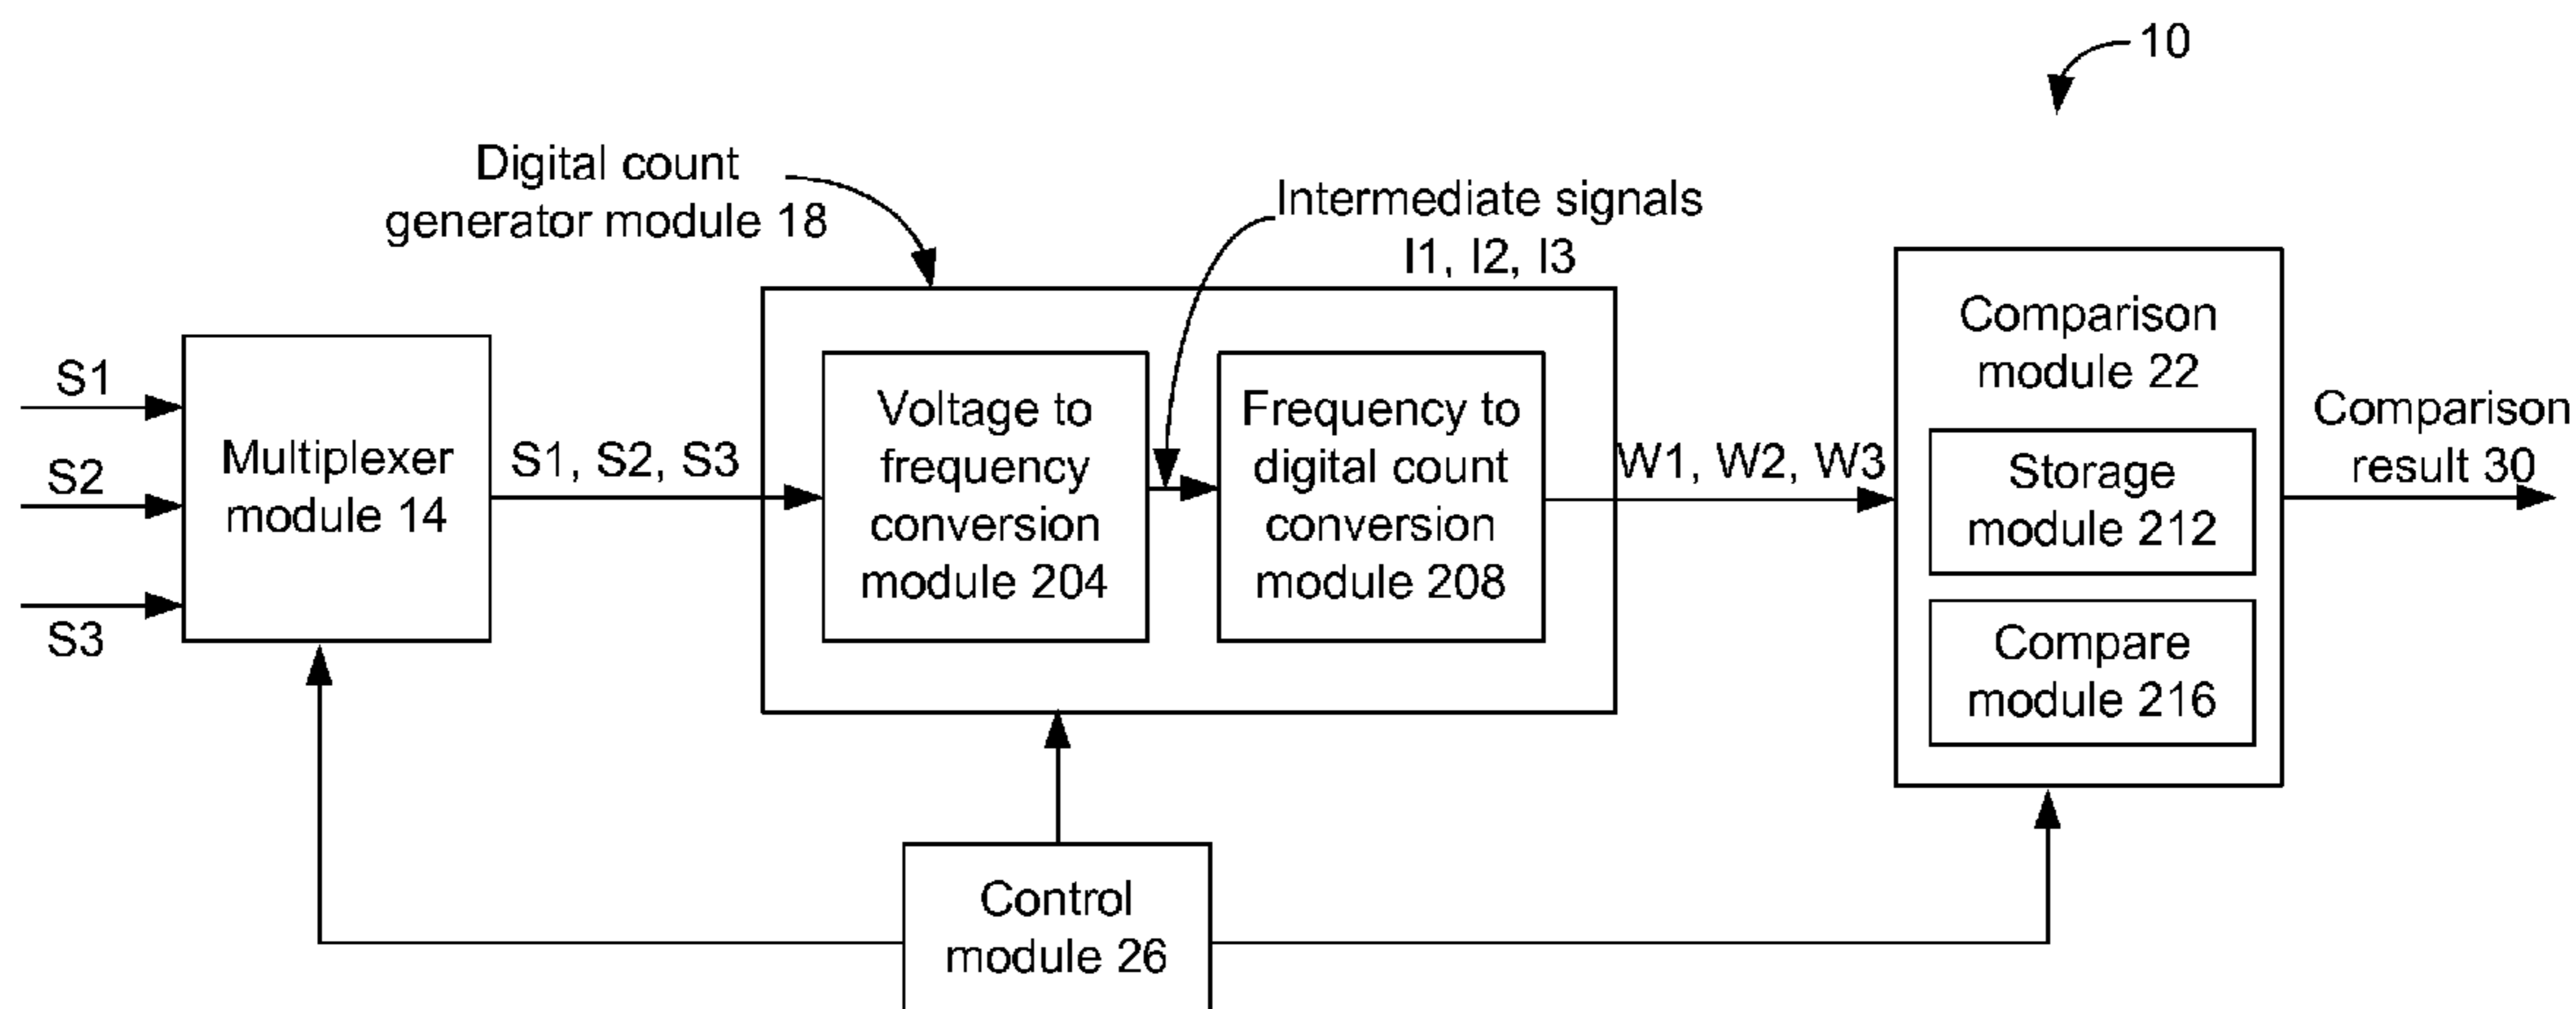 10
Digital count
generator module 18
Intermediate signals
I1, I2, I3
S1
S2
S3
Multiplexer
module 14
S1, S2, S3
Voltage to
frequency
conversion
module 204
Frequency to
digital count
conversion
module 208
W1, W2, W3
Comparison
module 22
Storage
module 212
Compare
module 216
Comparison
result 30
Control
module 26